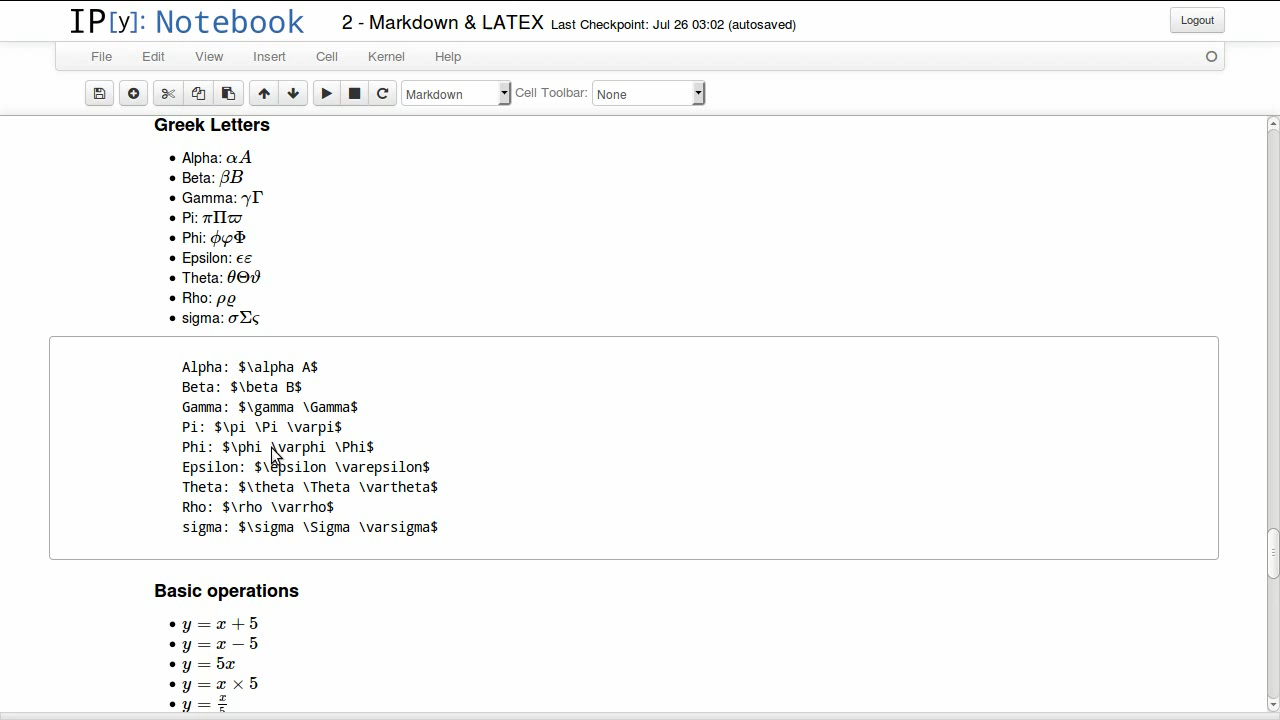 IP[y]: Notebook 2 - Markdown & LATEX Last Checkpoint: Jul 26 03:02 (autosaved) Logout
File Edit View Insert Cell Kernel Help
Markdown Cell Toolbar: None
Greek Letters
• Alpha: αA
• Beta: βB
• Gamma: γΓ
• Pi: πΠϖ
• Phi: ϕφΦ
• Epsilon: ϵε
• Theta: θΘϑ
• Rho: ρϱ
• sigma: σΣς
Alpha: $\alpha A$
Beta: $\beta B$
Gamma: $\gamma \Gamma$
Pi: $\pi \Pi \varpi$
Phi: $\phi \varphi \Phi$
Epsilon: $\epsilon \varepsilon$
Theta: $\theta \Theta \vartheta$
Rho: $\rho \varrho$
sigma: $\sigma \Sigma \varsigma$
Basic operations
• y = x + 5
• y = x − 5
• y = 5x
• y = x × 5
• y = x/5